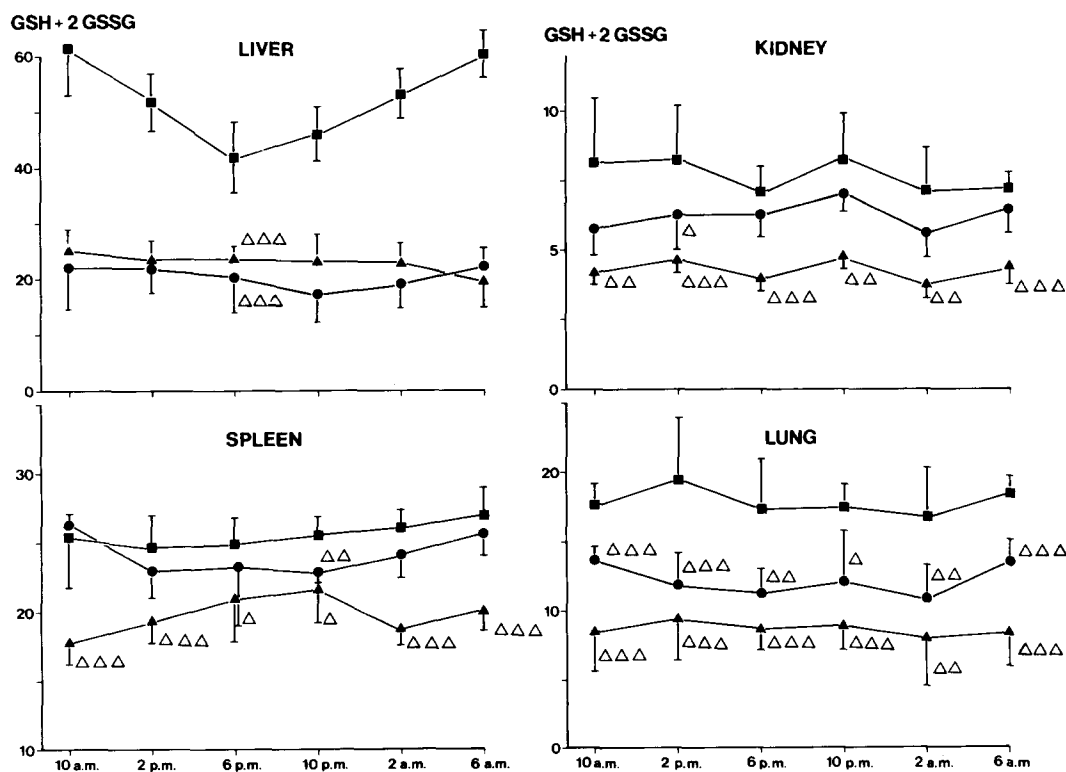 GSH + 2 GSSG
LIVER
60
40
20
0
△△△
△△△
GSH + 2 GSSG
KIDNEY
10
5
0
△
△△
△△△
△△△
△△
△△
△△△
SPLEEN
30
20
10
△△
△△△
△△△
△
△
△△△
△△△
10 a.m.
2 p.m.
6 p.m.
10 p.m.
2 a.m.
6 a.m.
LUNG
20
10
0
△△△
△△△
△△
△
△△
△△△
△△△
△△△
△△△
△△△
△△
△△△
10 a.m.
2 p.m.
6 p.m.
10 p.m.
2 a.m.
6 a.m